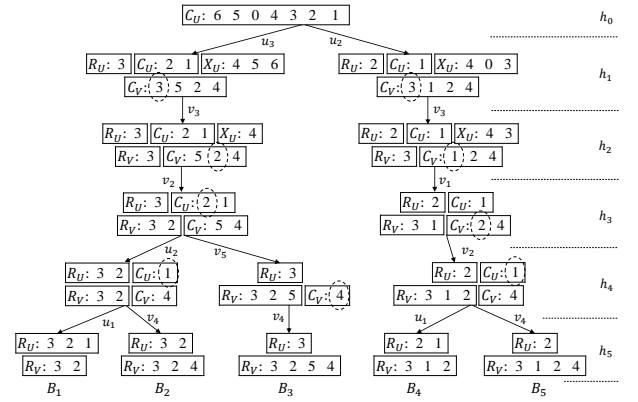 C_U: 6 5 0 4 3 2 1 h_0
u_3 u_2
R_U: 3 C_U: 2 1 X_U: 4 5 6 R_U: 2 C_U: 1 X_U: 4 0 3
C_V: 3 5 2 4 C_V: 3 1 2 4 h_1
v_3 v_3
R_U: 3 C_U: 2 1 X_U: 4 R_U: 2 C_U: 1 X_U: 4 3
R_V: 3 C_V: 5 2 4 R_V: 3 C_V: 1 2 4 h_2
v_2 v_1
R_U: 3 C_U: 2 1 R_U: 2 C_U: 1
R_V: 3 2 C_V: 5 4 R_V: 3 1 C_V: 2 4 h_3
u_2 v_5 v_2
R_U: 3 2 C_U: 1 R_U: 3 R_U: 2 C_U: 1
R_V: 3 2 C_V: 4 R_V: 3 2 5 C_V: 4 R_V: 3 1 2 C_V: 4 h_4
u_1 v_4 v_4 u_1 v_4
R_U: 3 2 1 R_U: 3 2 R_U: 3 R_U: 2 1 R_U: 2
R_V: 3 2 R_V: 3 2 4 R_V: 3 2 5 4 R_V: 3 1 2 R_V: 3 1 2 4 h_5
B_1 B_2 B_3 B_4 B_5